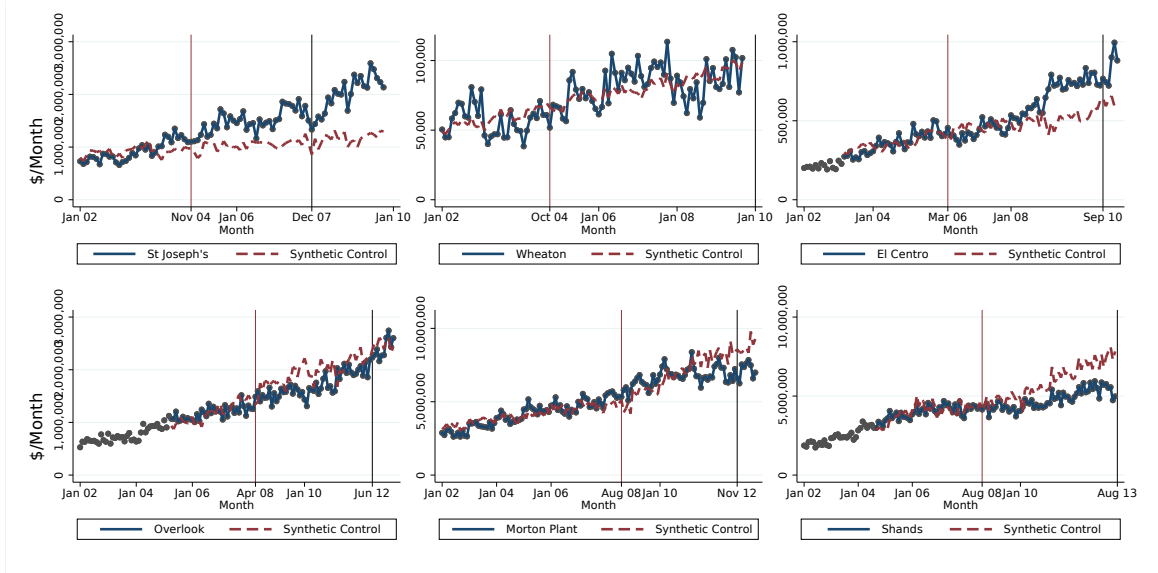 $/Month
0 1,000,000 2,000,000 3,000,000
Jan 02 Nov 04 Jan 06 Dec 07 Jan 10
Month
St Joseph's Synthetic Control
0 50,000 100,000
Jan 02 Oct 04 Jan 06 Jan 08 Jan 10
Month
Wheaton Synthetic Control
0 500,000 1,000,000
Jan 02 Jan 04 Mar 06 Jan 08 Sep 10
Month
El Centro Synthetic Control
$/Month
0 1,000,000 2,000,000 3,000,000
Jan 02 Jan 04 Jan 06 Apr 08 Jan 10 Jun 12
Month
Overlook Synthetic Control
0 5,000,000 10,000,000
Jan 02 Jan 04 Jan 06 Aug 08 Jan 10 Nov 12
Month
Morton Plant Synthetic Control
0 5,000,000 10,000,000
Jan 02 Jan 04 Jan 06 Aug 08 Jan 10 Aug 13
Month
Shands Synthetic Control